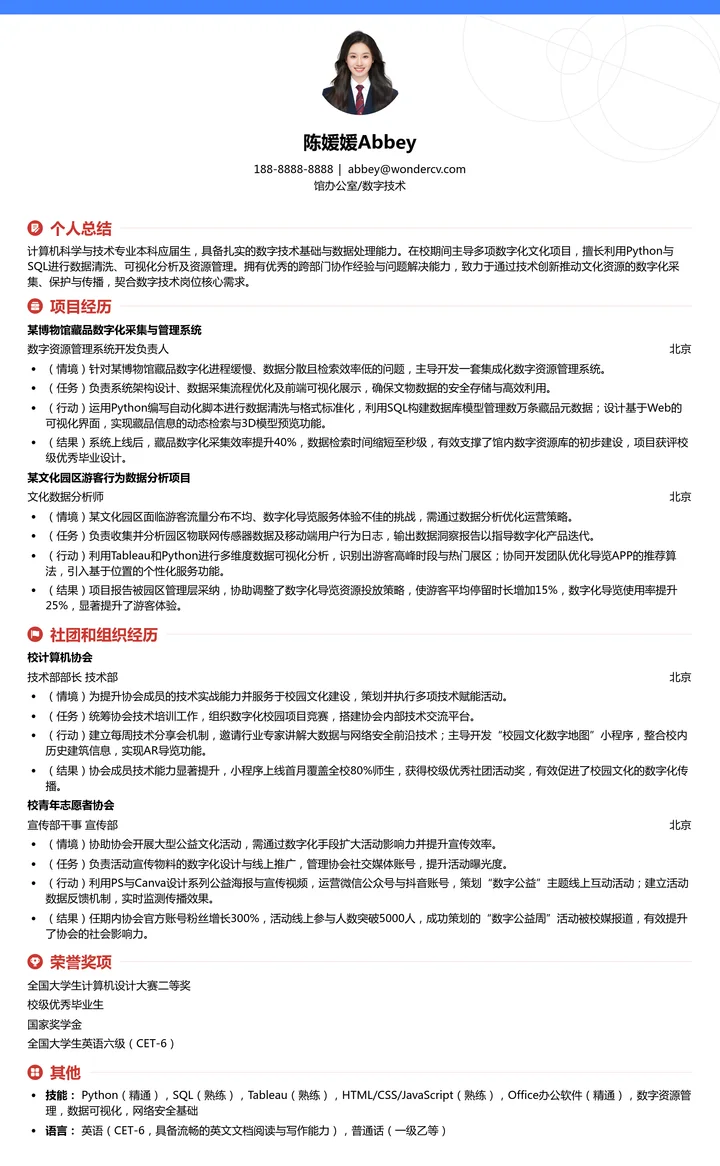 陈媛媛Abbey
188-8888-8888 | abbey@wondercv.com
馆办公室/数字技术
个人总结
计算机科学与技术专业本科应届生，具备扎实的数字技术基础与数据处理能力。在校期间主导多项数字化文化项目，擅长利用Python与
SQL进行数据清洗、可视化分析及资源管理。拥有优秀的跨部门协作经验与问题解决能力，致力于通过技术创新推动文化资源的数字化采
集、保护与传播，契合数字技术岗位核心需求。
项目经历
某博物馆藏品数字化采集与管理系统
数字资源管理系统开发负责人 北京
• （情境）针对某博物馆藏品数字化进程缓慢、数据分散且检索效率低的问题，主导开发一套集成化数字资源管理系统。
• （任务）负责系统架构设计、数据采集流程优化及前端可视化展示，确保文物数据的安全存储与高效利用。
• （行动）运用Python编写自动化脚本进行数据清洗与格式标准化，利用SQL构建数据库模型管理数万条藏品元数据；设计基于Web的
可视化界面，实现藏品信息的动态检索与3D模型预览功能。
• （结果）系统上线后，藏品数字化采集效率提升40%，数据检索时间缩短至秒级，有效支撑了馆内数字资源库的初步建设，项目获评校
级优秀毕业设计。
某文化园区游客行为数据分析项目
文化数据分析师 北京
• （情境）某文化园区面临游客流量分布不均、数字化导览服务体验不佳的挑战，需通过数据分析优化运营策略。
• （任务）负责收集并分析园区物联网传感器数据及移动端用户行为日志，输出数据洞察报告以指导数字化产品迭代。
• （行动）利用Tableau和Python进行多维度数据可视化分析，识别出游客高峰时段与热门展区；协同开发团队优化导览APP的推荐算
法，引入基于位置的个性化服务功能。
• （结果）项目报告被园区管理层采纳，协助调整了数字化导览资源投放策略，使游客平均停留时长增加15%，数字化导览使用率提升
25%，显著提升了游客体验。
社团和组织经历
校计算机协会
技术部部长 技术部 北京
• （情境）为提升协会成员的技术实战能力并服务于校园文化建设，策划并执行多项技术赋能活动。
• （任务）统筹协会技术培训工作，组织数字化校园项目竞赛，搭建协会内部技术交流平台。
• （行动）建立每周技术分享会机制，邀请行业专家讲解大数据与网络安全前沿技术；主导开发“校园文化数字地图”小程序，整合校内
历史建筑信息，实现AR导览功能。
• （结果）协会成员技术能力显著提升，小程序上线首月覆盖全校80%师生，获得校级优秀社团活动奖，有效促进了校园文化的数字化传
播。
校青年志愿者协会
宣传部干事 宣传部 北京
• （情境）协助协会开展大型公益文化活动，需通过数字化手段扩大活动影响力并提升宣传效率。
• （任务）负责活动宣传物料的数字化设计与线上推广，管理协会社交媒体账号，提升活动曝光度。
• （行动）利用PS与Canva设计系列公益海报与宣传视频，运营微信公众号与抖音账号，策划“数字公益”主题线上互动活动；建立活动
数据反馈机制，实时监测传播效果。
• （结果）任期内协会官方账号粉丝增长300%，活动线上参与人数突破5000人，成功策划的“数字公益周”活动被校媒报道，有效提升
了协会的社会影响力。
荣誉奖项
全国大学生计算机设计大赛二等奖
校级优秀毕业生
国家奖学金
全国大学生英语六级（CET-6）
其他
• 技能： Python（精通），SQL（熟练），Tableau（熟练），HTML/CSS/JavaScript（熟练），Office办公软件（精通），数字资源管
理，数据可视化，网络安全基础
• 语言： 英语（CET-6，具备流畅的英文文档阅读与写作能力），普通话（一级乙等）